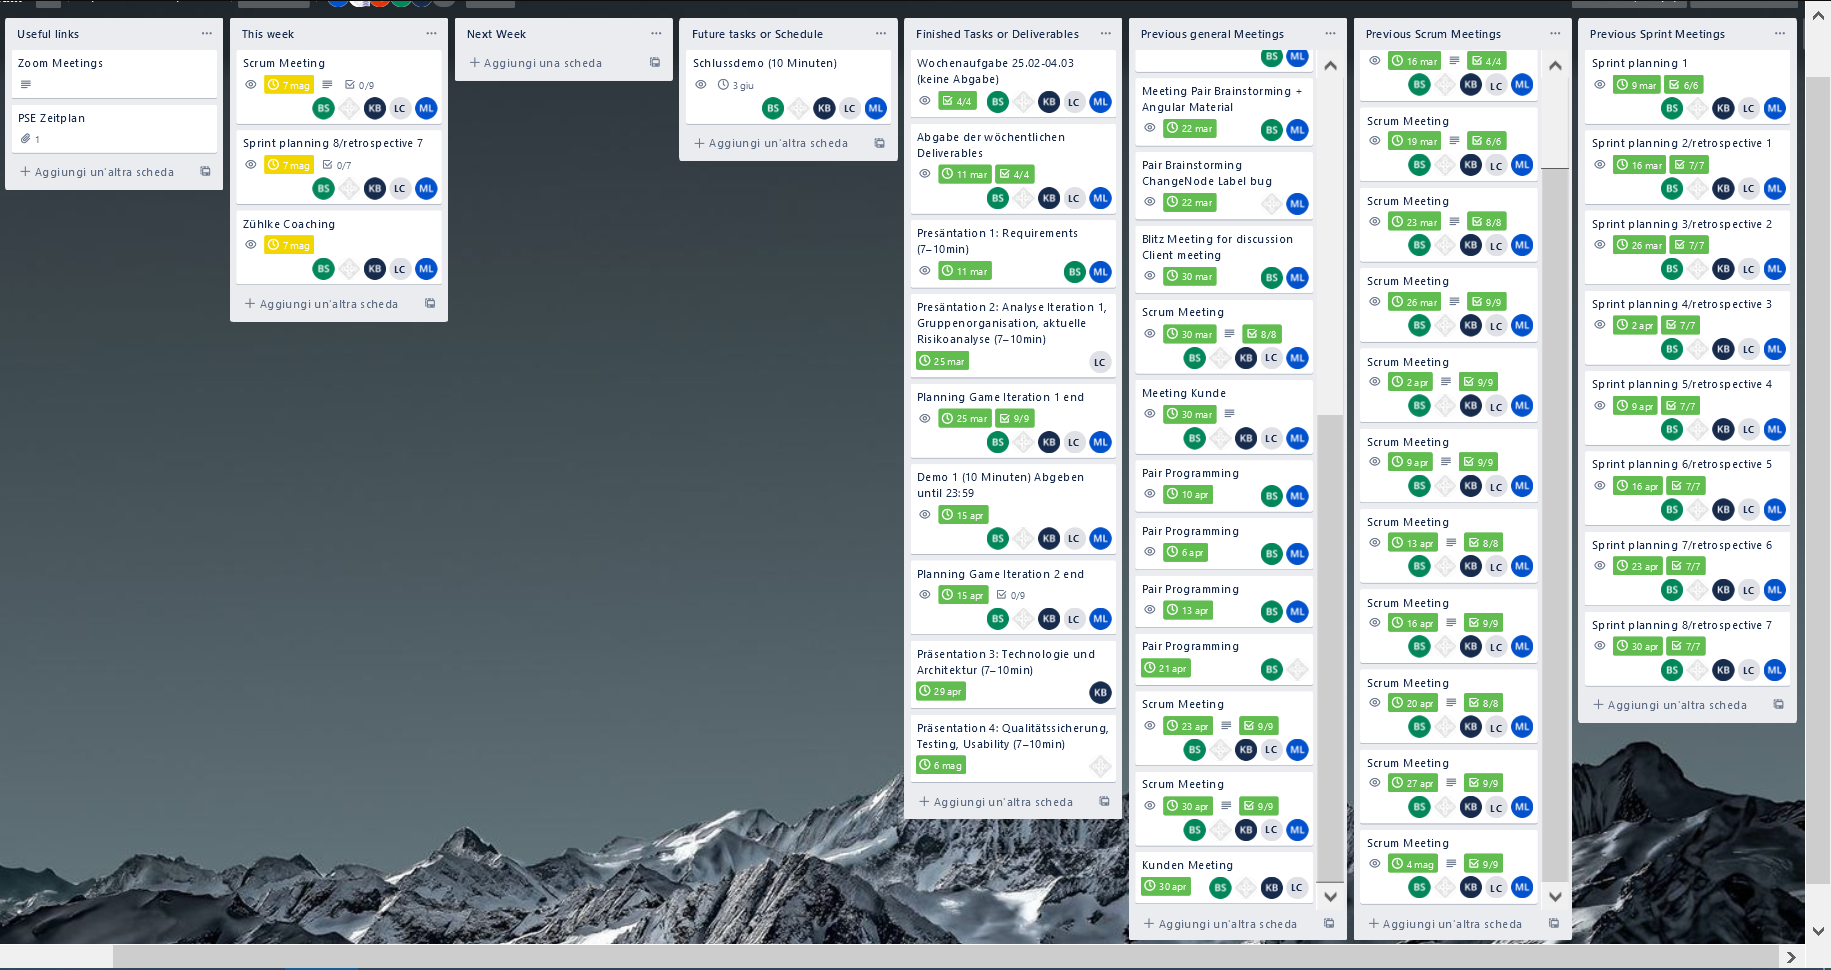 Useful links
Zoom Meetings
PSE Zeitplan
1
Aggiungi un'altra scheda
This week
Scrum Meeting
7 mag 0/9
BS KB LC ML
Sprint planning 8/retrospective 7
7 mag 0/7
BS KB LC ML
Zühlke Coaching
7 mag
BS KB LC ML
Aggiungi un'altra scheda
Next Week
Aggiungi una scheda
Future tasks or Schedule
Schlussdemo (10 Minuten)
3 giu
BS KB LC ML
Aggiungi un'altra scheda
Finished Tasks or Deliverables
Wochenaufgabe 25.02-04.03
(keine Abgabe)
4/4 BS KB LC ML
Abgabe der wöchentlichen
Deliverables
11 mar 4/4
BS KB LC ML
Presäntation 1: Requirements
(7–10min)
11 mar BS ML
Presäntation 2: Analyse Iteration 1,
Gruppenorganisation, aktuelle
Risikoanalyse (7–10min)
25 mar LC
Planning Game Iteration 1 end
25 mar 9/9
BS KB LC ML
Demo 1 (10 Minuten) Abgeben
until 23:59
15 apr
BS KB LC ML
Planning Game Iteration 2 end
15 apr 0/9
BS KB LC ML
Präsentation 3: Technologie und
Architektur (7–10min)
29 apr KB
Präsentation 4: Qualitätssicherung,
Testing, Usability (7–10min)
6 mag
Aggiungi un'altra scheda
Previous general Meetings
BS ML
Meeting Pair Brainstorming +
Angular Material
22 mar BS ML
Pair Brainstorming
ChangeNode Label bug
22 mar ML
Blitz Meeting for discussion
Client meeting
30 mar BS ML
Scrum Meeting
30 mar 8/8
BS KB LC ML
Meeting Kunde
30 mar
BS KB LC ML
Pair Programming
10 apr BS ML
Pair Programming
6 apr BS ML
Pair Programming
13 apr BS ML
Pair Programming
21 apr BS
Scrum Meeting
23 apr 9/9
BS KB LC ML
Scrum Meeting
30 apr 9/9
BS KB LC ML
Kunden Meeting
30 apr BS KB LC
Aggiungi un'altra scheda
Previous Scrum Meetings
16 mar 4/4
BS KB LC ML
Scrum Meeting
19 mar 6/6
BS KB LC ML
Scrum Meeting
23 mar 8/8
BS KB LC ML
Scrum Meeting
26 mar 9/9
BS KB LC ML
Scrum Meeting
2 apr 9/9
BS KB LC ML
Scrum Meeting
9 apr 9/9
BS KB LC ML
Scrum Meeting
13 apr 8/8
BS KB LC ML
Scrum Meeting
16 apr 9/9
BS KB LC ML
Scrum Meeting
20 apr 8/8
BS KB LC ML
Scrum Meeting
27 apr 9/9
BS KB LC ML
Scrum Meeting
4 mag 9/9
BS KB LC ML
Aggiungi un'altra scheda
Previous Sprint Meetings
Sprint planning 1
9 mar 6/6
BS KB LC ML
Sprint planning 2/retrospective 1
16 mar 7/7
BS KB LC ML
Sprint planning 3/retrospective 2
26 mar 7/7
BS KB LC ML
Sprint planning 4/retrospective 3
2 apr 7/7
BS KB LC ML
Sprint planning 5/retrospective 4
9 apr 7/7
BS KB LC ML
Sprint planning 6/retrospective 5
16 apr 7/7
BS KB LC ML
Sprint planning 7/retrospective 6
23 apr 7/7
BS KB LC ML
Sprint planning 8/retrospective 7
30 apr 7/7
BS KB LC ML
Aggiungi un'altra scheda